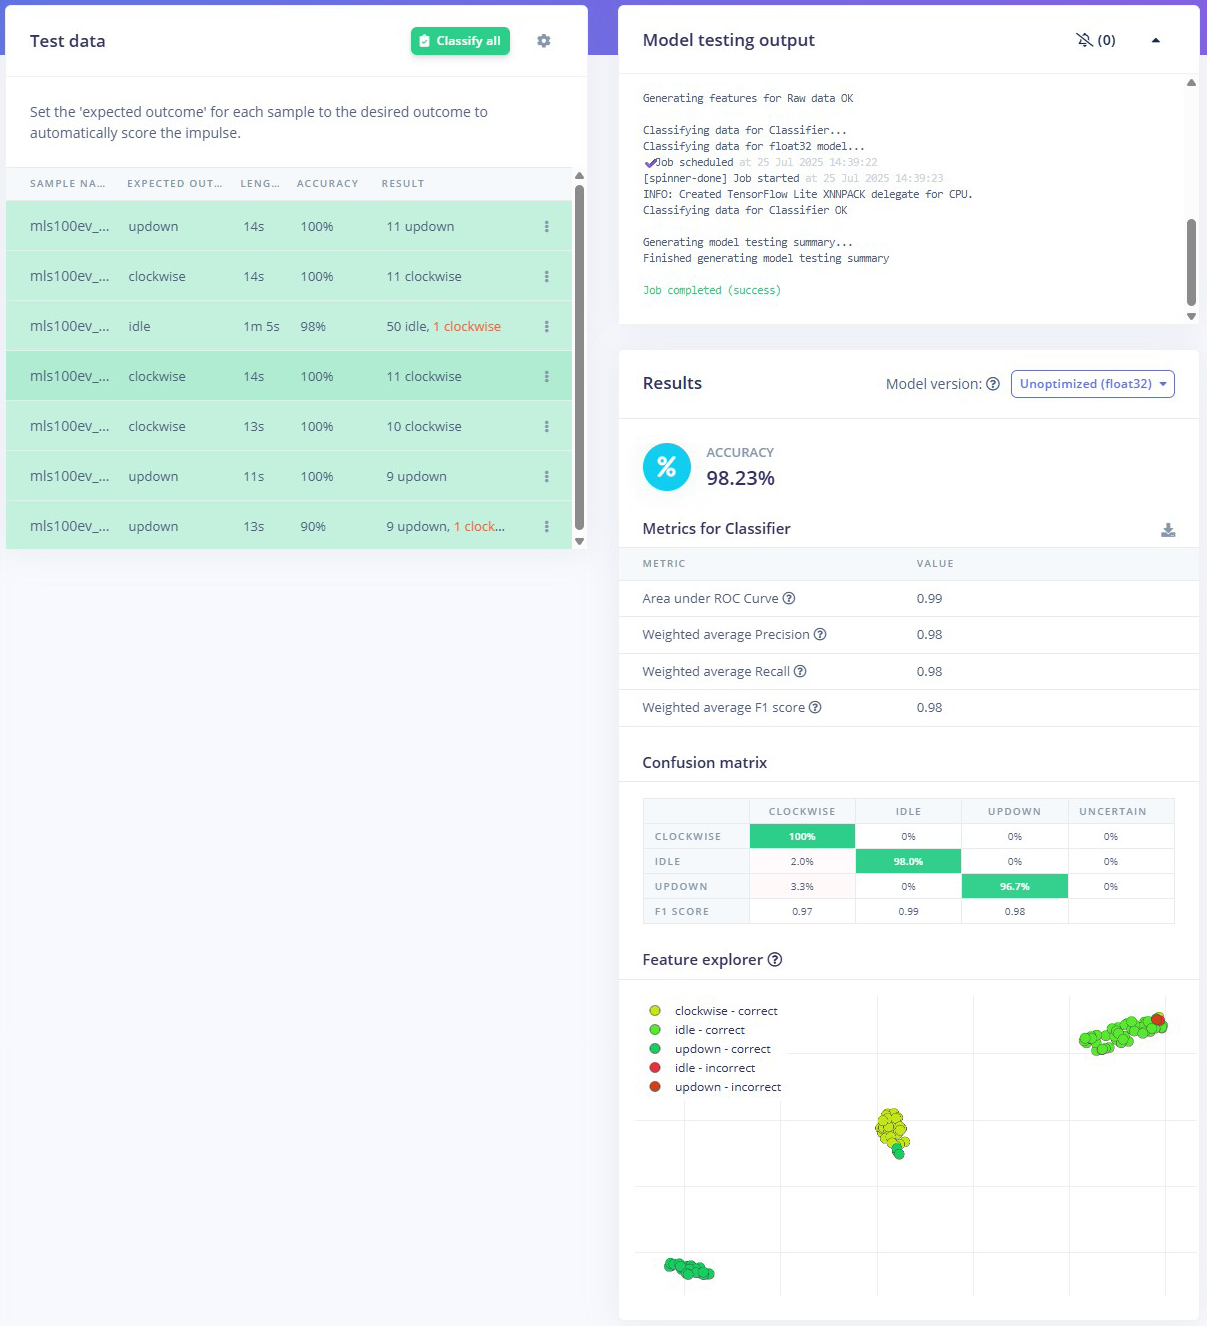 Test data
Classify all
Set the 'expected outcome' for each sample to the desired outcome to
automatically score the impulse.
SAMPLE NA... EXPECTED OUT... LENG... ACCURACY RESULT
mls100ev_... updown 14s 100% 11 updown
mls100ev_... clockwise 14s 100% 11 clockwise
mls100ev_... idle 1m 5s 98% 50 idle, 1 clockwise
mls100ev_... clockwise 14s 100% 11 clockwise
mls100ev_... clockwise 13s 100% 10 clockwise
mls100ev_... updown 11s 100% 9 updown
mls100ev_... updown 13s 90% 9 updown, 1 clock...
Model testing output
(0)
Generating features for Raw data OK
Classifying data for Classifier...
Classifying data for float32 model...
Job scheduled at 25 Jul 2025 14:39:22
[spinner-done] Job started at 25 Jul 2025 14:39:23
INFO: Created TensorFlow Lite XNNPACK delegate for CPU.
Classifying data for Classifier OK
Generating model testing summary...
Finished generating model testing summary
Job completed (success)
Results
Model version: ? Unoptimized (float32)
%
ACCURACY
98.23%
Metrics for Classifier
METRIC VALUE
Area under ROC Curve ? 0.99
Weighted average Precision ? 0.98
Weighted average Recall ? 0.98
Weighted average F1 score ? 0.98
Confusion matrix
CLOCKWISE IDLE UPDOWN UNCERTAIN
CLOCKWISE 100% 0% 0% 0%
IDLE 2.0% 98.0% 0% 0%
UPDOWN 3.3% 0% 96.7% 0%
F1 SCORE 0.97 0.99 0.98
Feature explorer ?
clockwise - correct
idle - correct
updown - correct
idle - incorrect
updown - incorrect